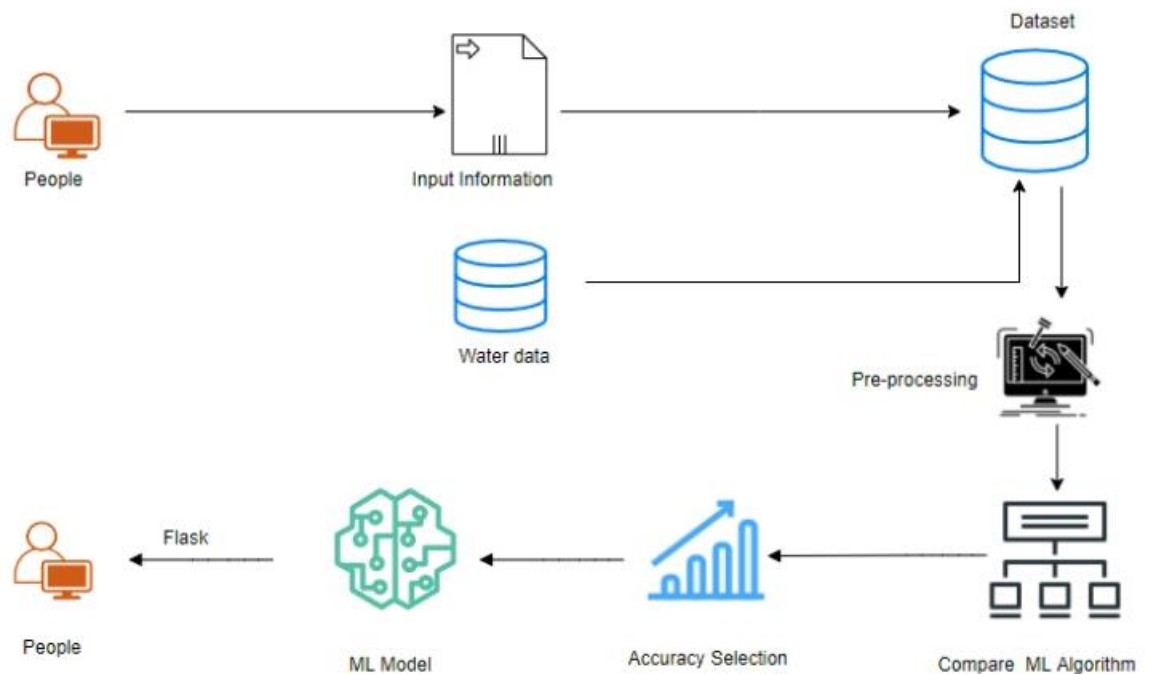 Dataset
People
Input Information
Water data
Pre-processing
Flask
People
ML Model
Accuracy Selection
Compare ML Algorithm